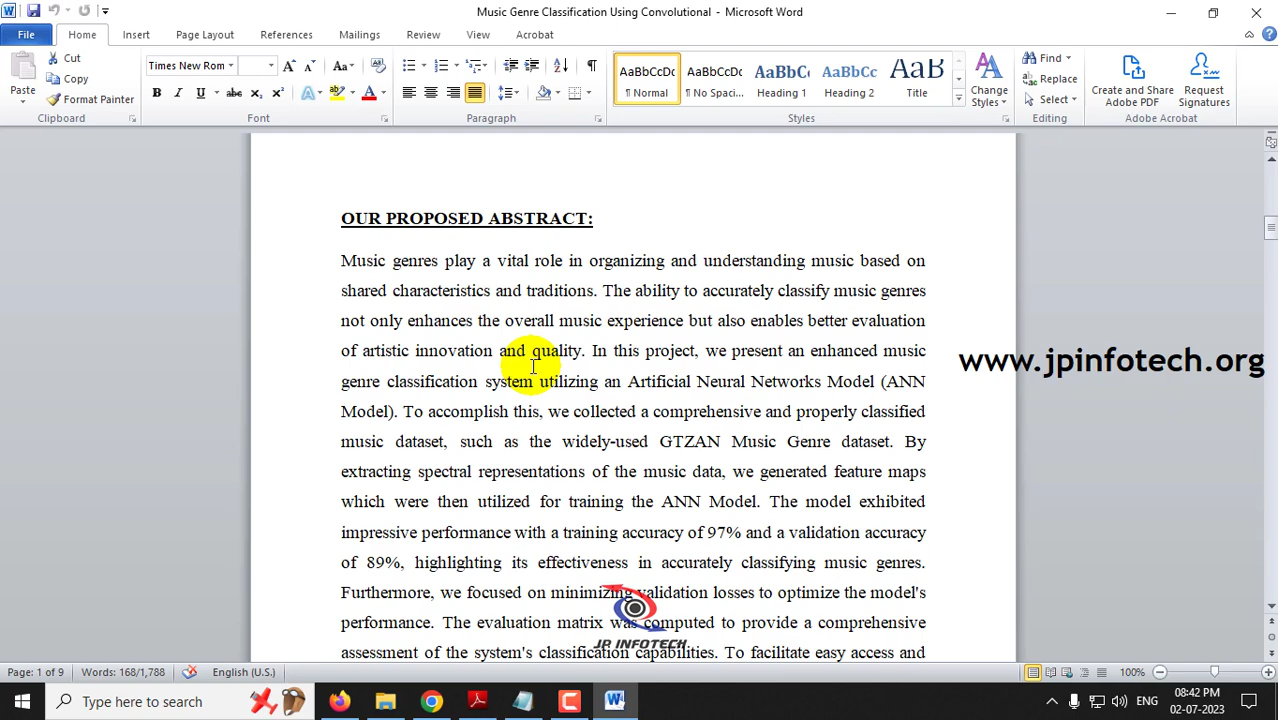 Music Genre Classification Using Convolutional - Microsoft Word
File Home Insert Page Layout References Mailings Review View Acrobat
Cut
Copy
Format Painter
Paste
Clipboard
Times New Rom
Font
Paragraph
AaBbCcDc AaBbCcDc AaBbCc AaBbCc AaB
¶ Normal ¶ No Spaci... Heading 1 Heading 2 Title
Change Styles
Styles
Find
Replace
Select
Editing
Create and Share Adobe PDF
Request Signatures
Adobe Acrobat
OUR PROPOSED ABSTRACT:
Music genres play a vital role in organizing and understanding music based on
shared characteristics and traditions. The ability to accurately classify music genres
not only enhances the overall music experience but also enables better evaluation
of artistic innovation and quality. In this project, we present an enhanced music
genre classification system utilizing an Artificial Neural Networks Model (ANN
Model). To accomplish this, we collected a comprehensive and properly classified
music dataset, such as the widely-used GTZAN Music Genre dataset. By
extracting spectral representations of the music data, we generated feature maps
which were then utilized for training the ANN Model. The model exhibited
impressive performance with a training accuracy of 97% and a validation accuracy
of 89%, highlighting its effectiveness in accurately classifying music genres.
Furthermore, we focused on minimizing validation losses to optimize the model's
performance. The evaluation matrix was computed to provide a comprehensive
assessment of the system's classification capabilities. To facilitate easy access and
www.jpinfotech.org
JP INFOTECH
Page: 1 of 9 Words: 168/1,788 English (U.S.) 100%
Type here to search
ENG
08:42 PM
02-07-2023